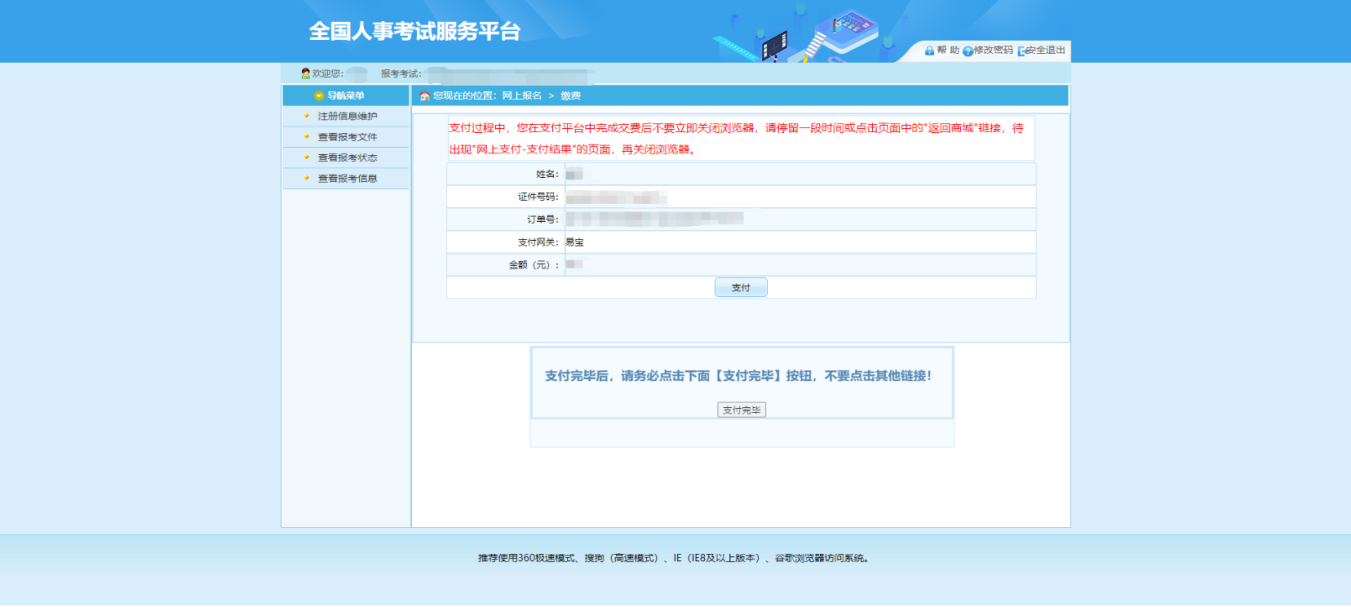 全国人事考试服务平台
帮 助 修改密码 安全退出
欢迎您: 报考考试:
导航菜单
您现在的位置: 网上报名 > 缴费
注册信息维护
查看报考文件
查看报考状态
查看报考信息
支付过程中，您在支付平台中完成交费后不要立即关闭浏览器，请停留一段时间或点击页面中的"返回商城"链接，待
出现"网上支付-支付结果"的页面，再关闭浏览器。
姓名:
证件号码:
订单号:
支付网关: 易宝
金额（元）:
支付
支付完毕后，请务必点击下面【支付完毕】按钮，不要点击其他链接!
支付完毕
推荐使用360极速模式、搜狗（高速模式）、IE（IE8及以上版本）、谷歌浏览器访问系统。